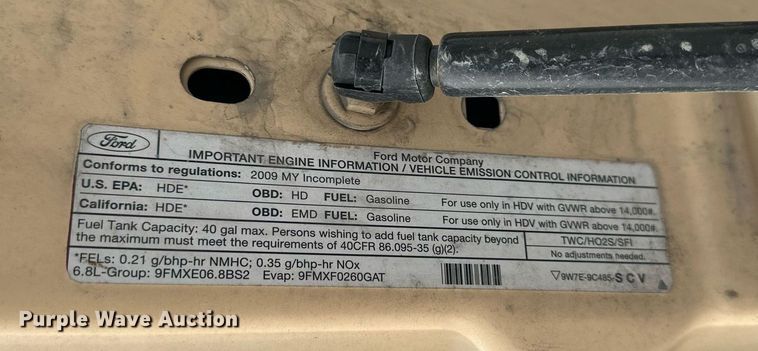 Ford
Ford Motor Company
IMPORTANT ENGINE INFORMATION / VEHICLE EMISSION CONTROL INFORMATION
Conforms to regulations: 2009 MY Incomplete
U.S. EPA: HDE* OBD: HD FUEL: Gasoline For use only in HDV with GVWR above 14,000#.
California: HDE* OBD: EMD FUEL: Gasoline For use only in HDV with GVWR above 14,000#.
Fuel Tank Capacity: 40 gal max. Persons wishing to add fuel tank capacity beyond
the maximum must meet the requirements of 40CFR 86.095-35 (g)(2).
TWC/HO2S/SFI
No adjustments needed.
*FELs: 0.21 g/bhp-hr NMHC; 0.35 g/bhp-hr NOx
6.8L-Group: 9FMXE06.8BS2 Evap: 9FMXF0260GAT
▽9W7E-9C485-SCV
Purple Wave Auction
Purple Wave Auction